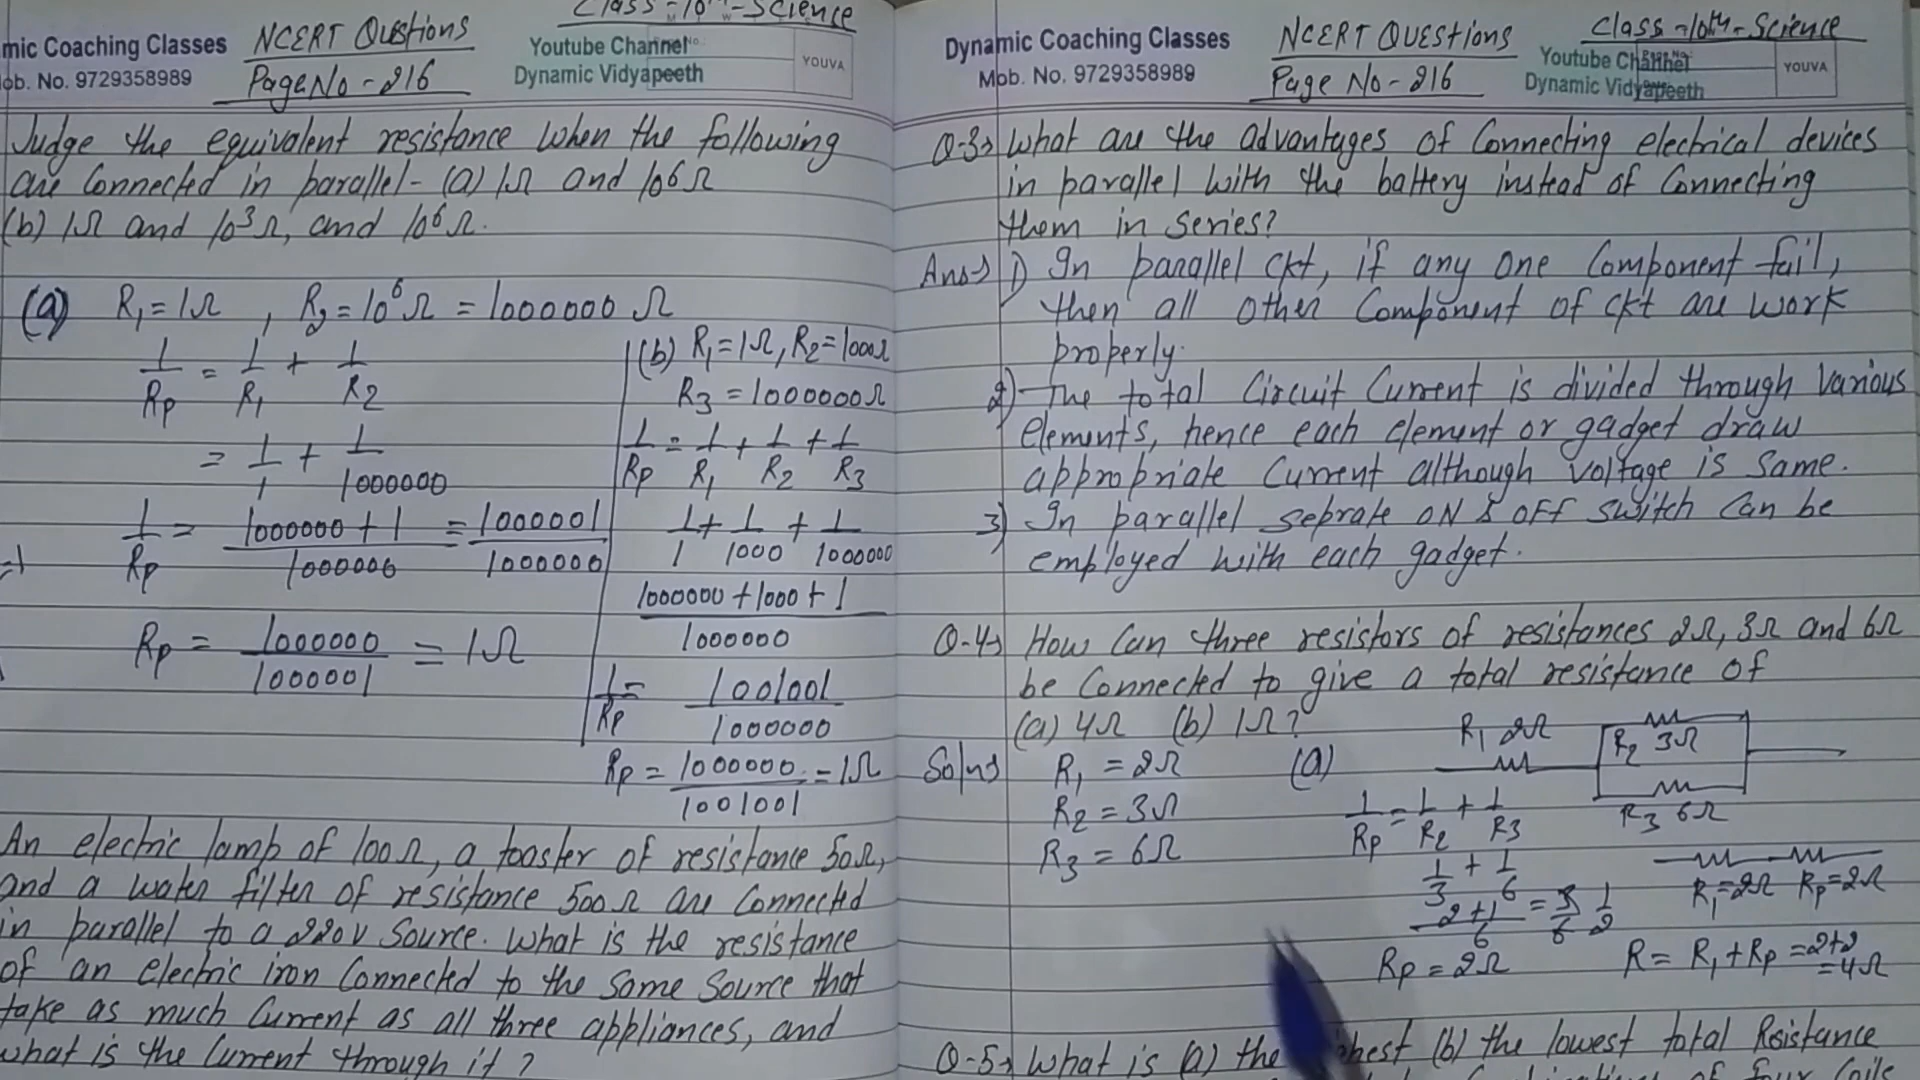 mic Coaching Classes
ob. No. 9729358989
NCERT Questions
Page No - 216
Class - 10th - Science
Youtube Channel
Dynamic Vidyapeeth
YOUVA
Judge the equivalent resistance when the following
are Connected in parallel - (a) 1Ω and 10⁶Ω
(b) 1Ω and 10³Ω, and 10⁶Ω.
(a) R₁ = 1Ω , R₂ = 10⁶Ω = 1000000 Ω
1/Rp = 1/R₁ + 1/R2
= 1/1 + 1/1000000
=) 1/Rp = 1000000 + 1/1000000 = 1000001/1000000
Rp = 1000000/1000001 = 1Ω
(b) R₁ = 1Ω, R₂ = 1000Ω
R3 = 1000000Ω
1/Rp = 1/R₁ + 1/R2 + 1/R3
1/1 + 1/1000 + 1/1000000
1000000 + 1000 + 1/1000000
1/Rp = 1001001/1000000
Rp = 1000000/1001001 = 1Ω
An electric lamp of 100Ω, a toaster of resistance 50Ω,
and a water filter of resistance 500Ω are Connected
in parallel to a 220V Source. What is the resistance
of an electric iron Connected to the Same Source that
take as much Current as all three appliances, and
what is the Current through it ?
Dynamic Coaching Classes
Mob. No. 9729358989
NCERT QUEStions
Page No - 216
Class - 10th - Science
Youtube Channel
Dynamic Vidyapeeth
Page No.
YOUVA
Q-3→ What are the advantages of Connecting electrical devices
in parallel with the battery instead of Connecting
them in Series?
Ans→ 1) In parallel ckt, if any one Component fail,
then all other Component of ckt are work
properly.
2) The total Circuit Current is divided through Various
elements, hence each element or gadget draw
appropriate Current although voltage is Same.
3) In parallel seprate ON & OFF switch can be
employed with each gadget.
Q-4→ How Can three resistors of resistances 2Ω, 3Ω and 6Ω
be Connected to give a total resistance of
(a) 4Ω (b) 1Ω ?
Soln→ R₁ = 2Ω
R2 = 3Ω
R3 = 6Ω
(a)
R₁ 2Ω
R₂ 3Ω
R3 6Ω
1/Rp = 1/R2 + 1/R3
1/3 + 1/6
2+1/6 = 3/6 1/2
Rp = 2Ω
R₁=2Ω Rp=2Ω
R = R₁ + Rp = 2+2
= 4Ω
Q-5→ What is (a) the (b) the lowest total Resistance
of four Coils